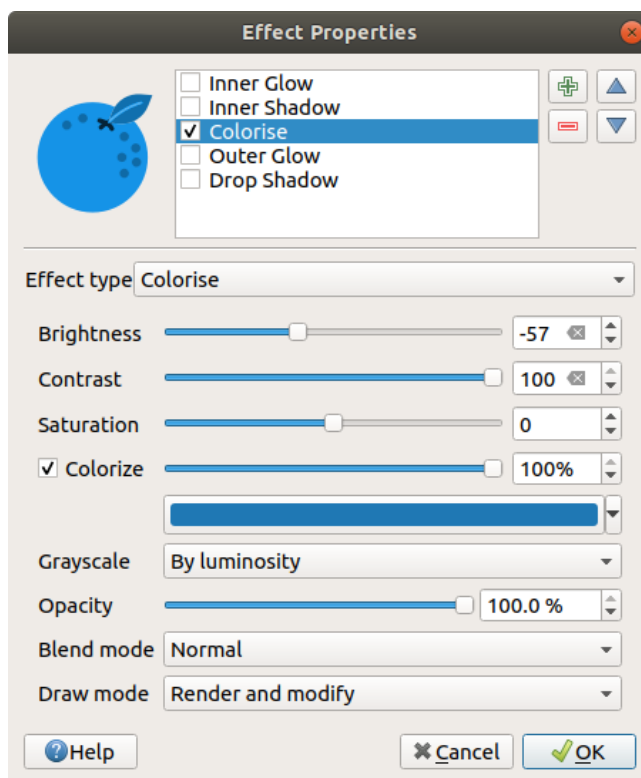 Effect Properties
Inner Glow
Inner Shadow
Colorise
Outer Glow
Drop Shadow
Effect type Colorise
Brightness -57
Contrast 100
Saturation 0
Colorize 100%
Grayscale By luminosity
Opacity 100.0 %
Blend mode Normal
Draw mode Render and modify
Help Cancel OK